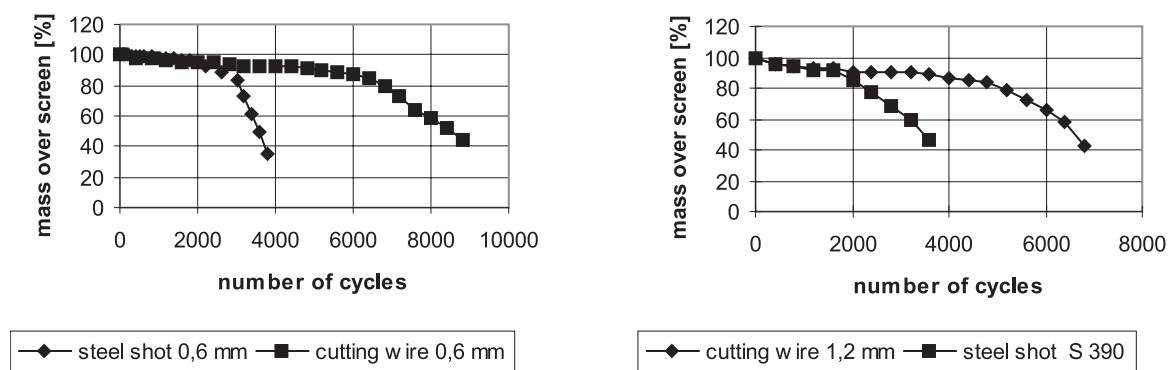 mass over screen [%]
120
100
80
60
40
20
0
0 2000 4000 6000 8000 10000
number of cycles
steel shot 0,6 mm cutting wire 0,6 mm
mass over screen [%]
120
100
80
60
40
20
0
0 2000 4000 6000 8000
number of cycles
cutting wire 1,2 mm steel shot S 390